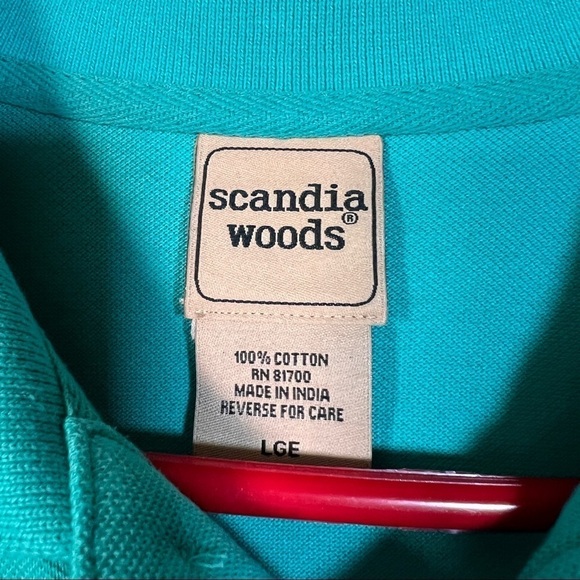 scandia
woods®
100% COTTON
RN 81700
MADE IN INDIA
REVERSE FOR CARE
LGE